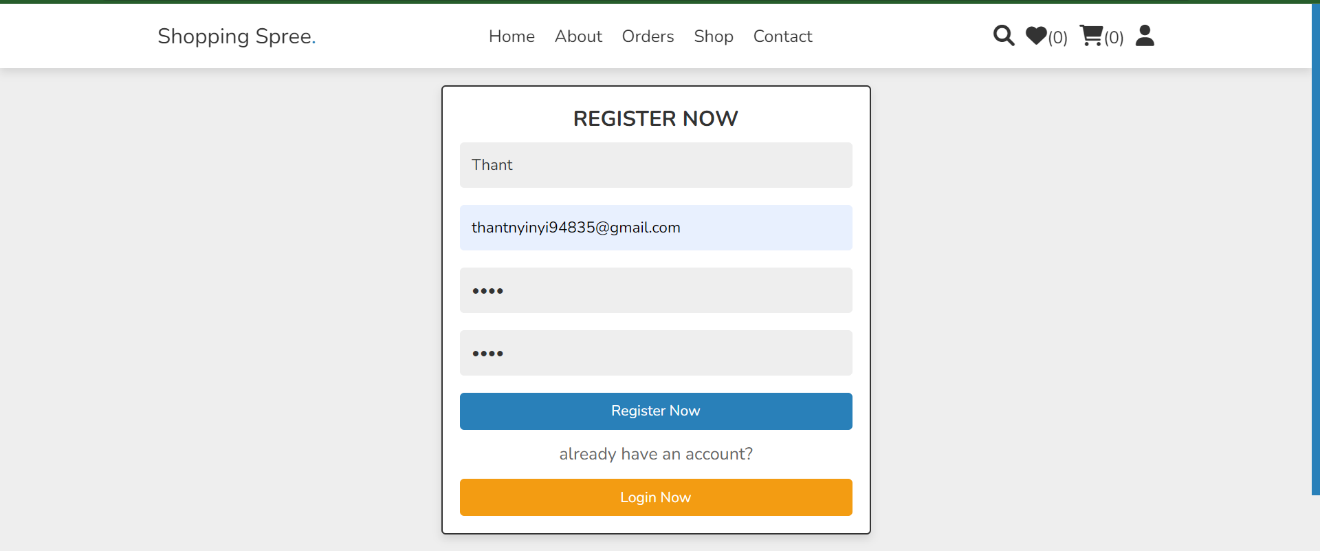 Shopping Spree.
Home About Orders Shop Contact
(0) (0)
REGISTER NOW
Thant
thantnyinyi94835@gmail.com
••••
••••
Register Now
already have an account?
Login Now